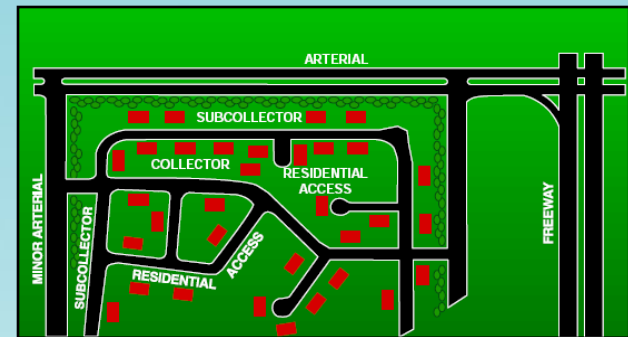 ARTERIAL
SUBCOLLECTOR
COLLECTOR
RESIDENTIAL
ACCESS
MINOR ARTERIAL
SUBCOLLECTOR
RESIDENTIAL
ACCESS
FREEWAY